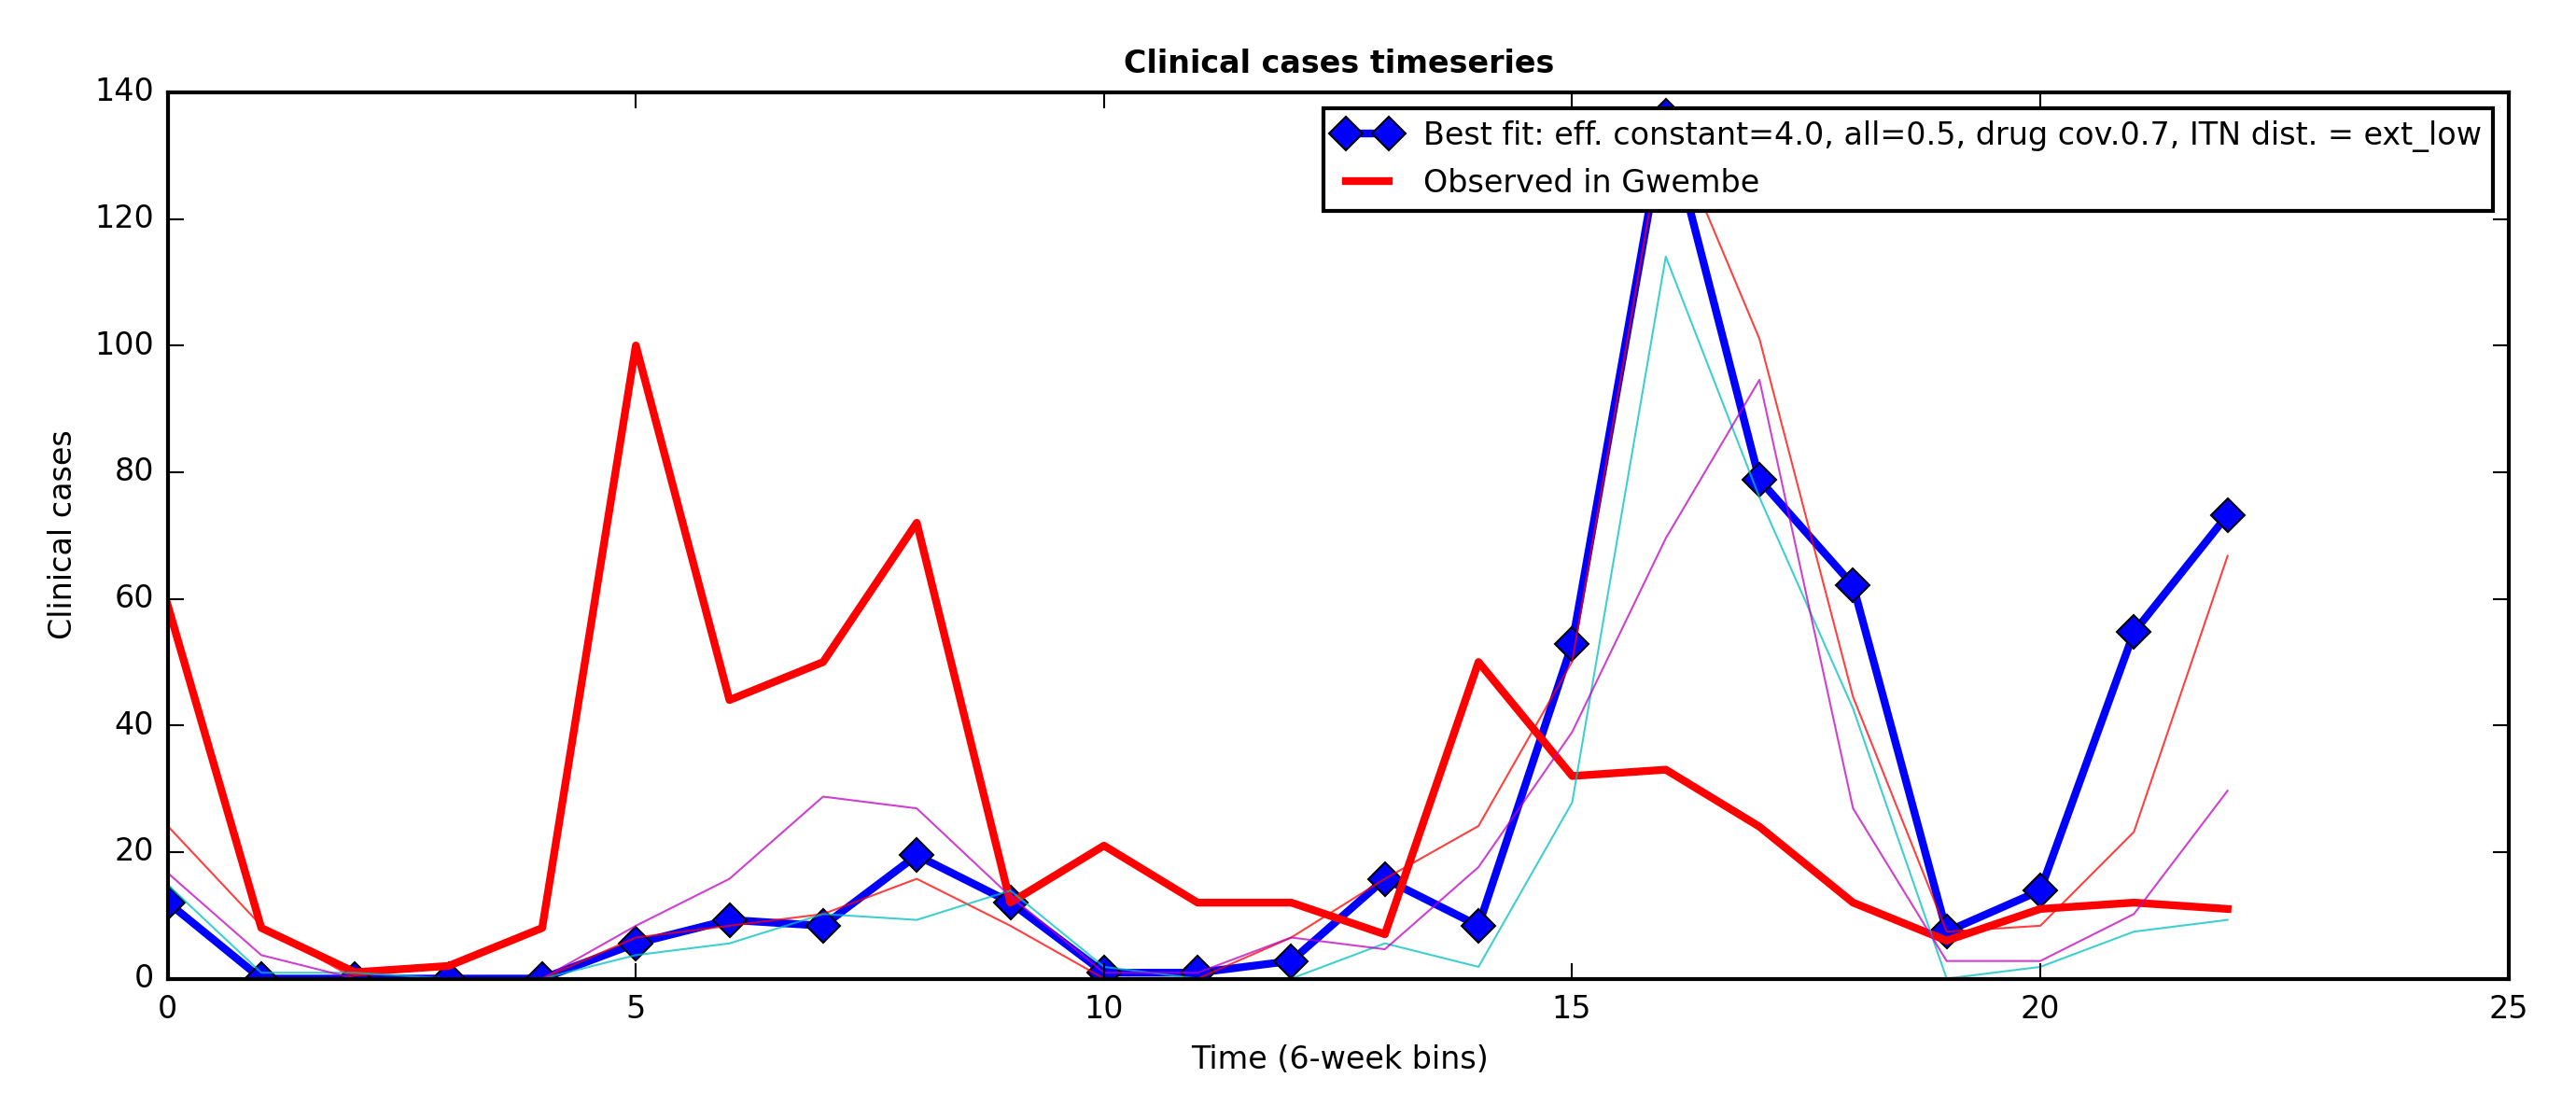 Clinical cases timeseries
140
120
100
80
60
40
20
0
Clinical cases
Best fit: eff. constant=4.0, all=0.5, drug cov.0.7, ITN dist. = ext_low
Observed in Gwembe
0 5 10 15 20 25
Time (6-week bins)